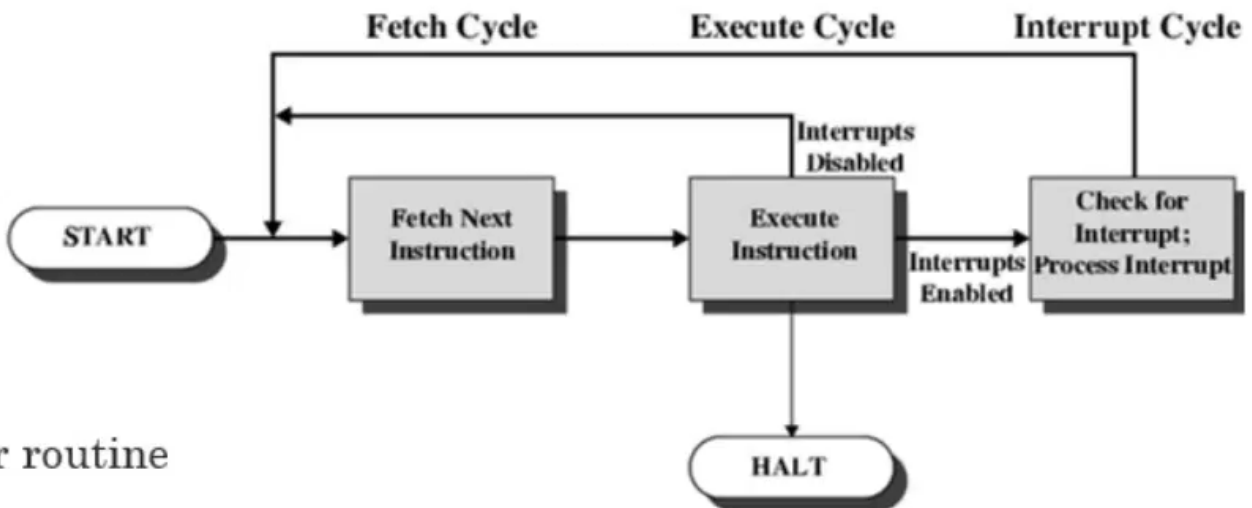 Fetch Cycle Execute Cycle Interrupt Cycle
Interrupts
Disabled
START
Fetch Next
Instruction
Execute
Instruction
Interrupts
Enabled
Check for
Interrupt;
Process Interrupt
HALT
routine